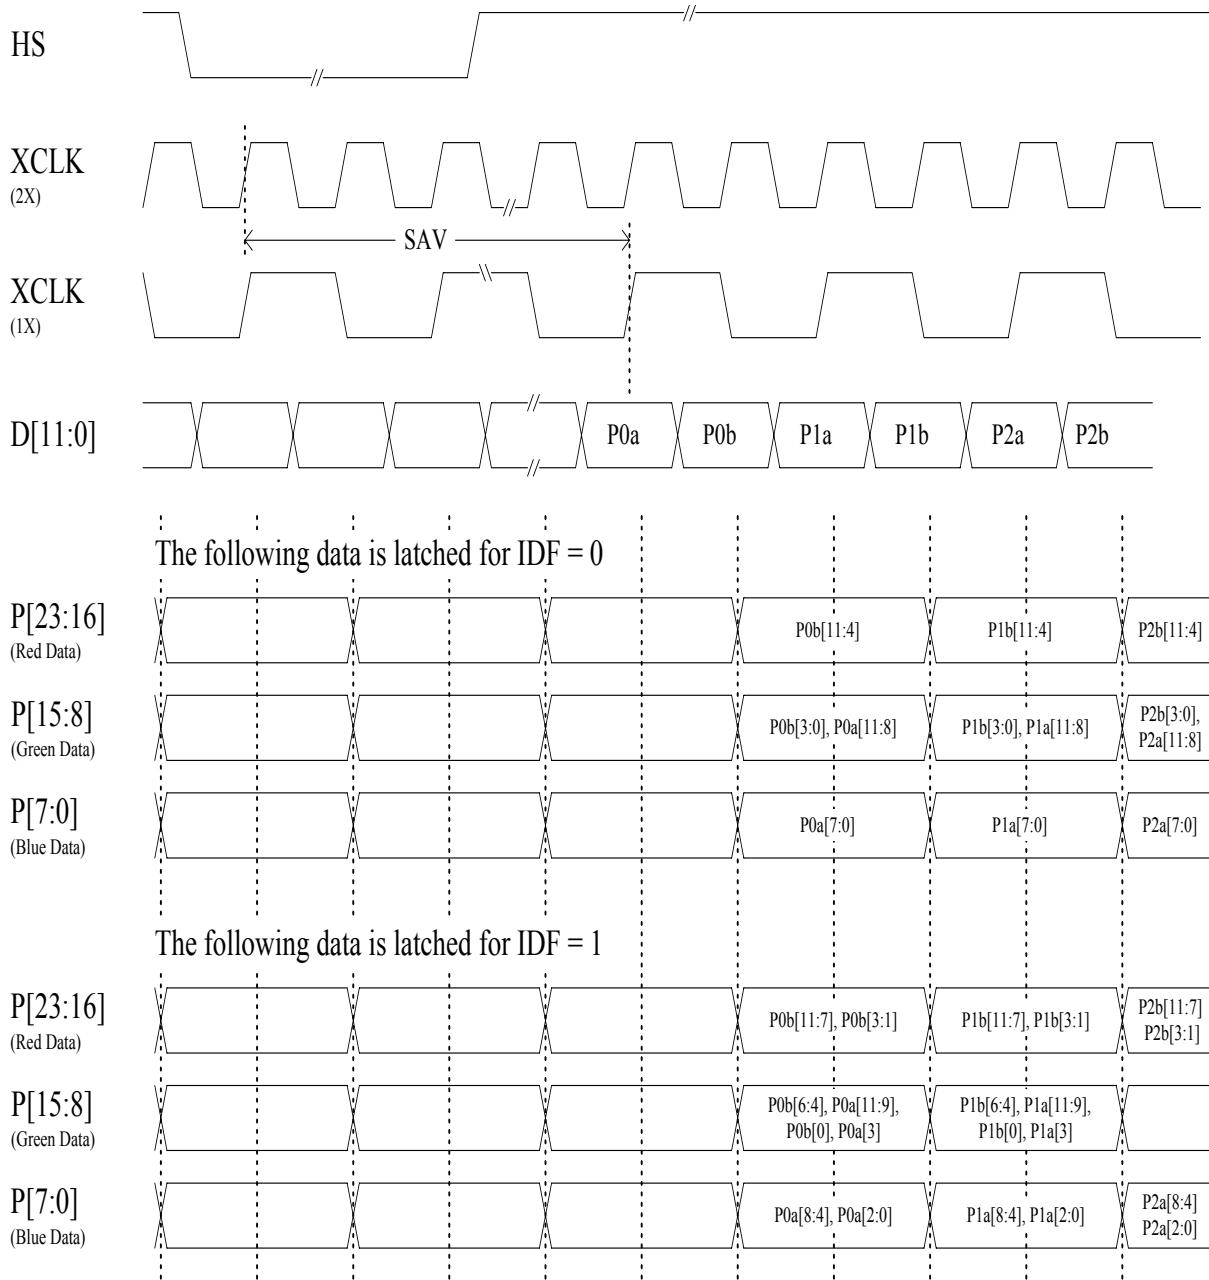 HS
XCLK
(2X)
SAV
XCLK
(1X)
D[11:0]
P0a
P0b
P1a
P1b
P2a
P2b
The following data is latched for IDF = 0
P[23:16]
(Red Data)
P0b[11:4]
P1b[11:4]
P2b[11:4]
P[15:8]
(Green Data)
P0b[3:0], P0a[11:8]
P1b[3:0], P1a[11:8]
P2b[3:0],
P2a[11:8]
P[7:0]
(Blue Data)
P0a[7:0]
P1a[7:0]
P2a[7:0]
The following data is latched for IDF = 1
P[23:16]
(Red Data)
P0b[11:7], P0b[3:1]
P1b[11:7], P1b[3:1]
P2b[11:7]
P2b[3:1]
P[15:8]
(Green Data)
P0b[6:4], P0a[11:9],
P0b[0], P0a[3]
P1b[6:4], P1a[11:9],
P1b[0], P1a[3]
P[7:0]
(Blue Data)
P0a[8:4], P0a[2:0]
P1a[8:4], P1a[2:0]
P2a[8:4]
P2a[2:0]